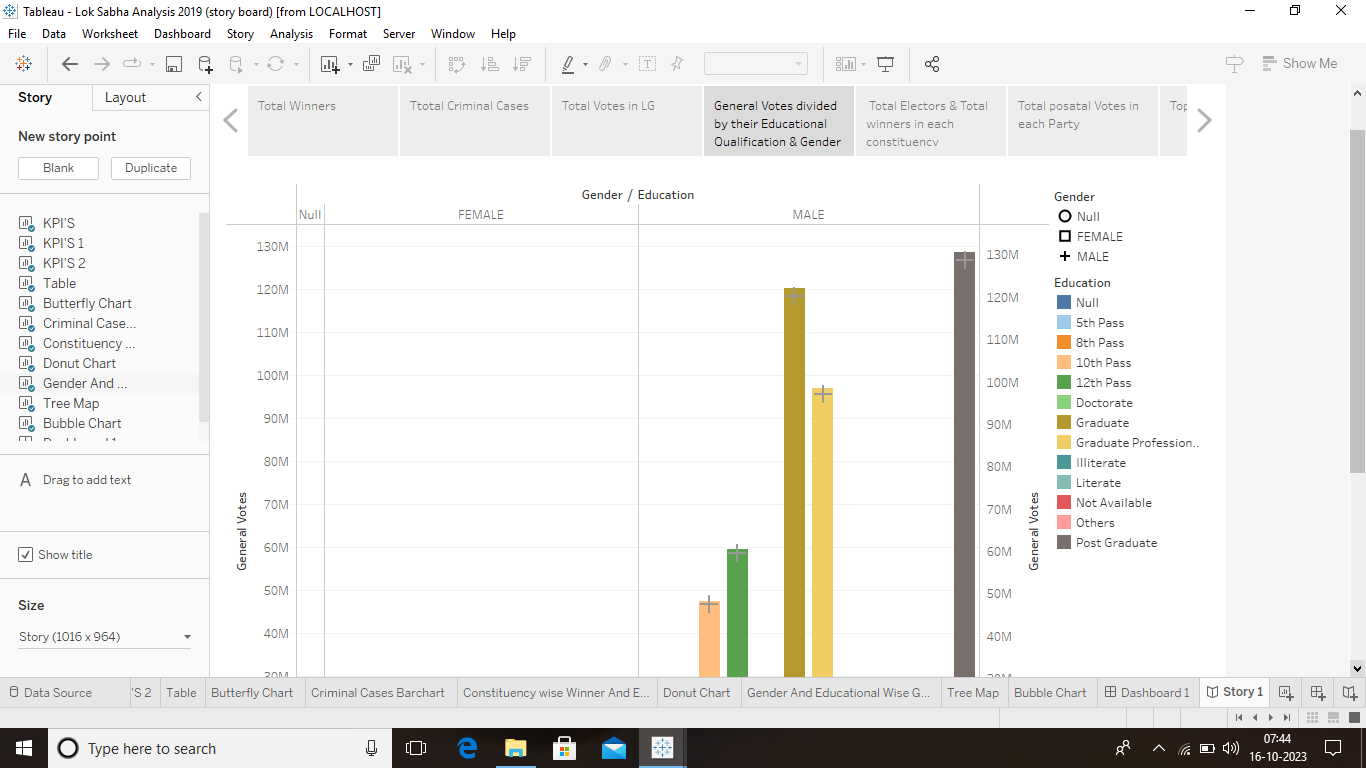 Tableau - Lok Sabha Analysis 2019 (story board) [from LOCALHOST]
File Data Worksheet Dashboard Story Analysis Format Server Window Help
Show Me
Story Layout
New story point
Blank Duplicate
KPI'S
KPI'S 1
KPI'S 2
Table
Butterfly Chart
Criminal Case...
Constituency ...
Donut Chart
Gender And ...
Tree Map
Bubble Chart
A Drag to add text
Show title
Size
Story (1016 x 964)
Total Winners
Ttotal Criminal Cases
Total Votes in LG
General Votes divided
by their Educational
Qualification & Gender
Total Electors & Total
winners in each
constituency
Total posatal Votes in
each Party
Top
Gender / Education
Null FEMALE MALE
130M
120M
110M
100M
90M
80M
70M
60M
50M
40M
30M
General Votes
130M
120M
110M
100M
90M
80M
70M
60M
50M
40M
General Votes
Gender
Null
FEMALE
MALE
Education
Null
5th Pass
8th Pass
10th Pass
12th Pass
Doctorate
Graduate
Graduate Profession..
Illiterate
Literate
Not Available
Others
Post Graduate
Data Source 'S 2 Table Butterfly Chart Criminal Cases Barchart Constituency wise Winner And E... Donut Chart Gender And Educational Wise G... Tree Map Bubble Chart Dashboard 1 Story 1
Type here to search
07:44
16-10-2023